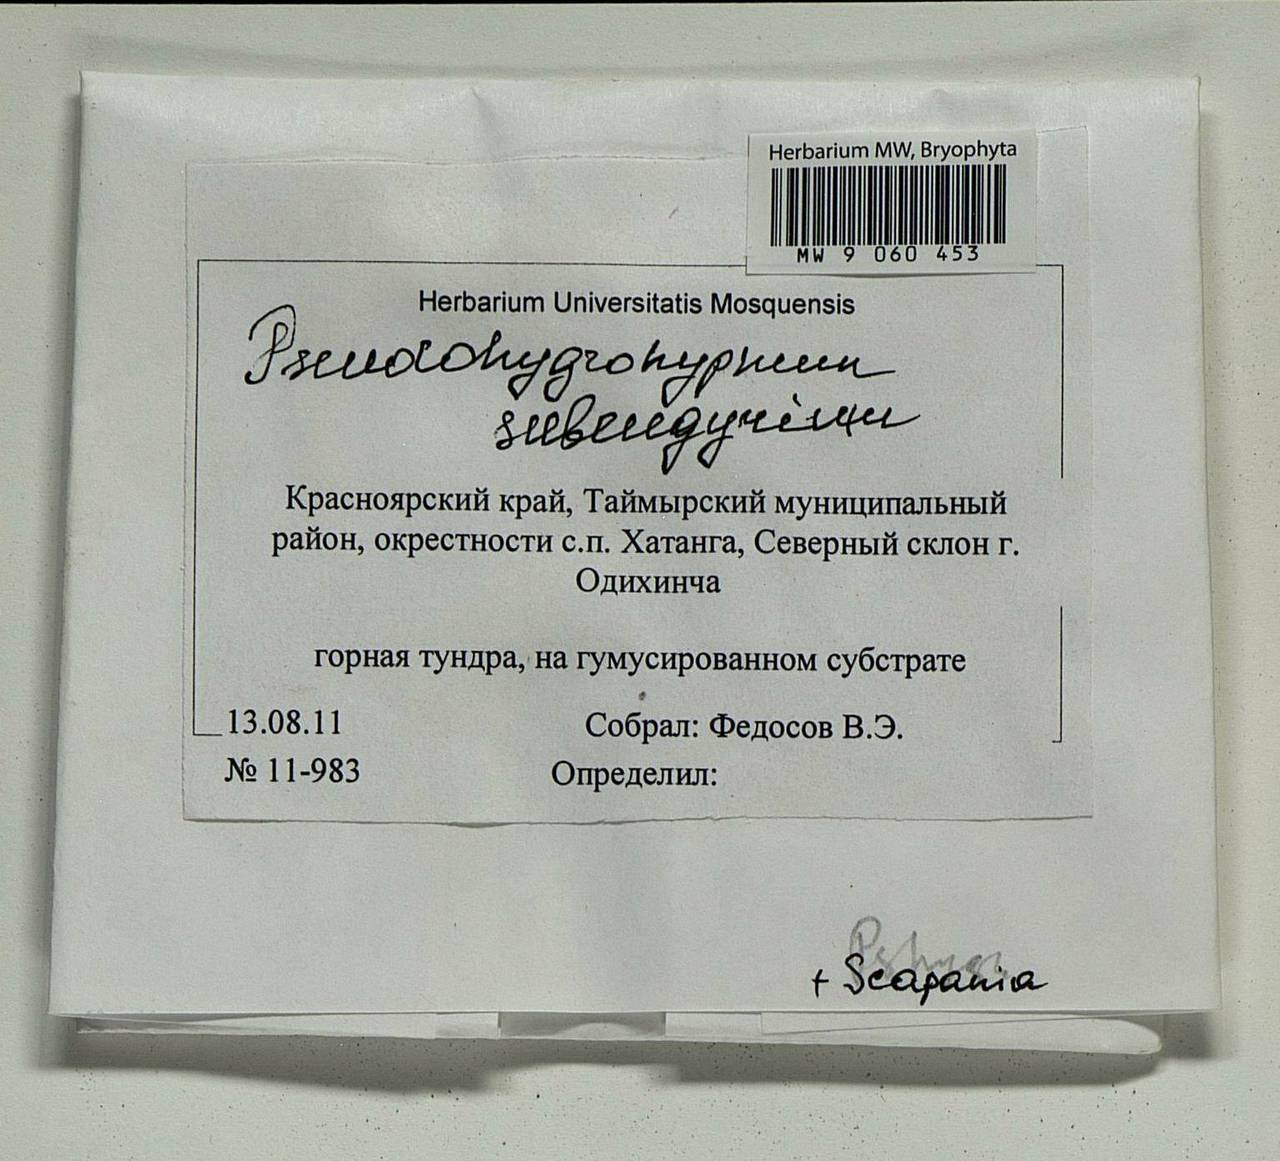 Herbarium MW, Bryophyta
MW 9 060 453
Herbarium Universitatis Mosquensis
Pseudohygrohypnum
Красноярский край, Таймырский муниципальный
район, окрестности с.п. Хатанга, Северный склон г.
Одихинча
горная тундра, на гумусированном субстрате
13.08.11
Собрал: Федосов В.Э.
№ 11-983
Определил:
+ Scapania